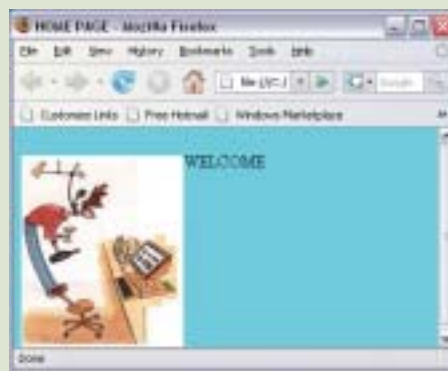 HOME PAGE - Mozilla Firefox
File Edit View History Bookmarks Tools Help
file:///C:/
Customize Links Free Hotmail Windows Marketplace
WELCOME
Done